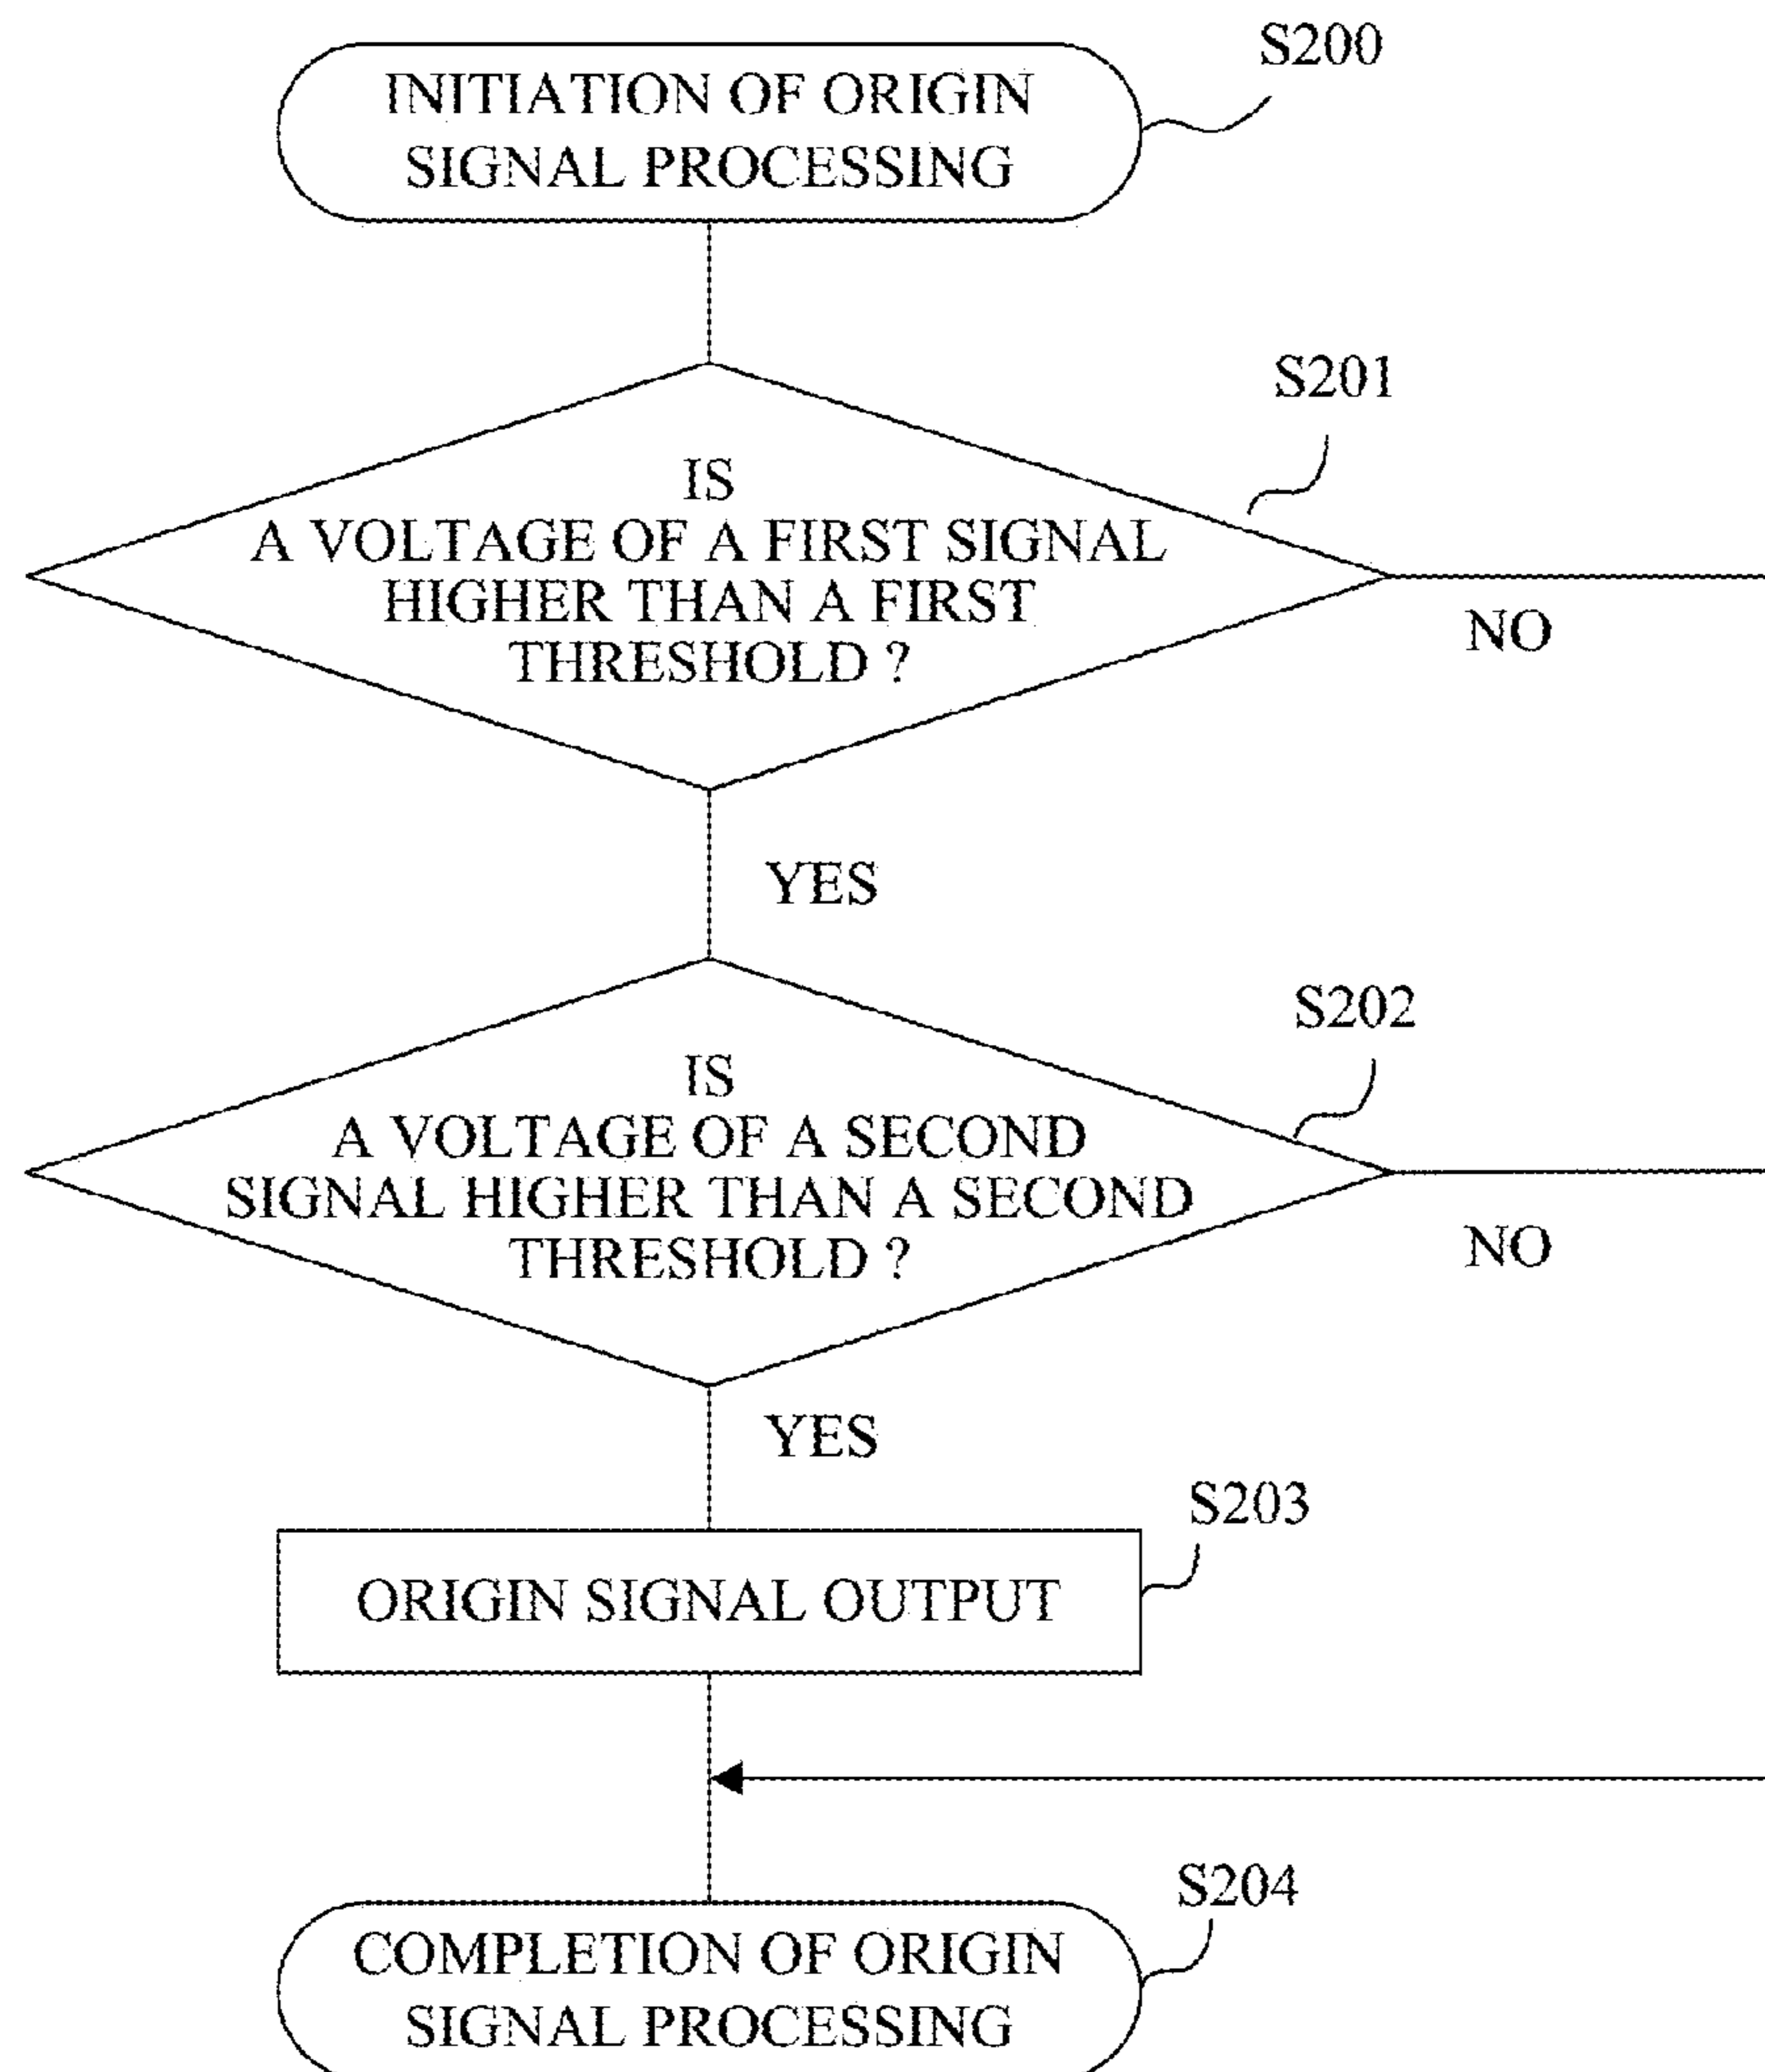 S200
INITIATION OF ORIGIN
SIGNAL PROCESSING
S201
IS
A VOLTAGE OF A FIRST SIGNAL
HIGHER THAN A FIRST
THRESHOLD ?
NO
YES
S202
IS
A VOLTAGE OF A SECOND
SIGNAL HIGHER THAN A SECOND
THRESHOLD ?
NO
YES
S203
ORIGIN SIGNAL OUTPUT
S204
COMPLETION OF ORIGIN
SIGNAL PROCESSING